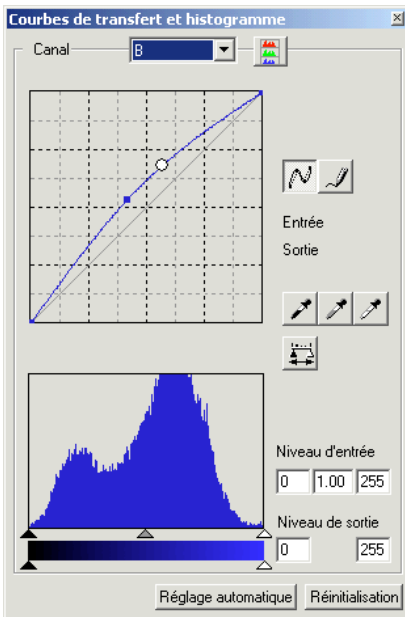 Courbes de transfert et histogramme
Canal
B
Entrée
Sortie
Niveau d'entrée
0 1.00 255
Niveau de sortie
0 255
Réglage automatique Réinitialisation